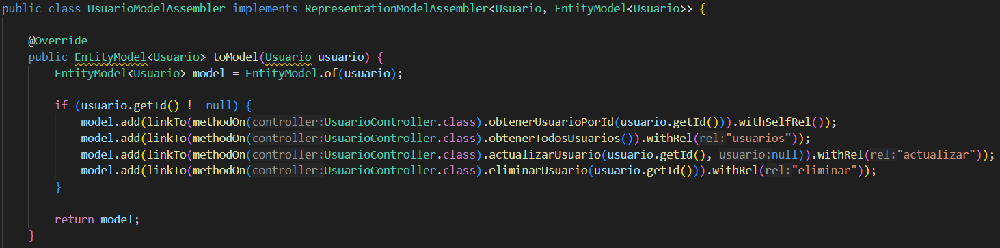 public class UsuarioModelAssembler implements RepresentationModelAssembler<Usuario, EntityModel<Usuario>> {
@Override
public EntityModel<Usuario> toModel(Usuario usuario) {
EntityModel<Usuario> model = EntityModel.of(usuario);
if (usuario.getId() != null) {
model.add(linkTo(methodOn(controller:UsuarioController.class).obtenerUsuarioPorId(usuario.getId())).withSelfRel());
model.add(linkTo(methodOn(controller:UsuarioController.class).obtenerTodosUsuarios()).withRel(rel:"usuarios"));
model.add(linkTo(methodOn(controller:UsuarioController.class).actualizarUsuario(usuario.getId(), usuario:null)).withRel(rel:"actualizar"));
model.add(linkTo(methodOn(controller:UsuarioController.class).eliminarUsuario(usuario.getId())).withRel(rel:"eliminar"));
}
return model;
}